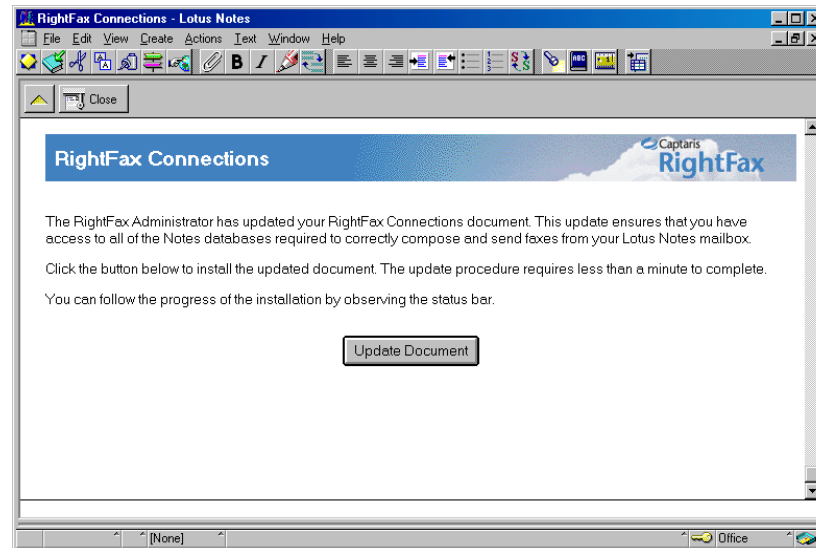 RightFax Connections - Lotus Notes
File Edit View Create Actions Text Window Help
B I
Close
RightFax Connections
Captaris
RightFax
The RightFax Administrator has updated your RightFax Connections document. This update ensures that you have
access to all of the Notes databases required to correctly compose and send faxes from your Lotus Notes mailbox.
Click the button below to install the updated document. The update procedure requires less than a minute to complete.
You can follow the progress of the installation by observing the status bar.
Update Document
[None]
Office